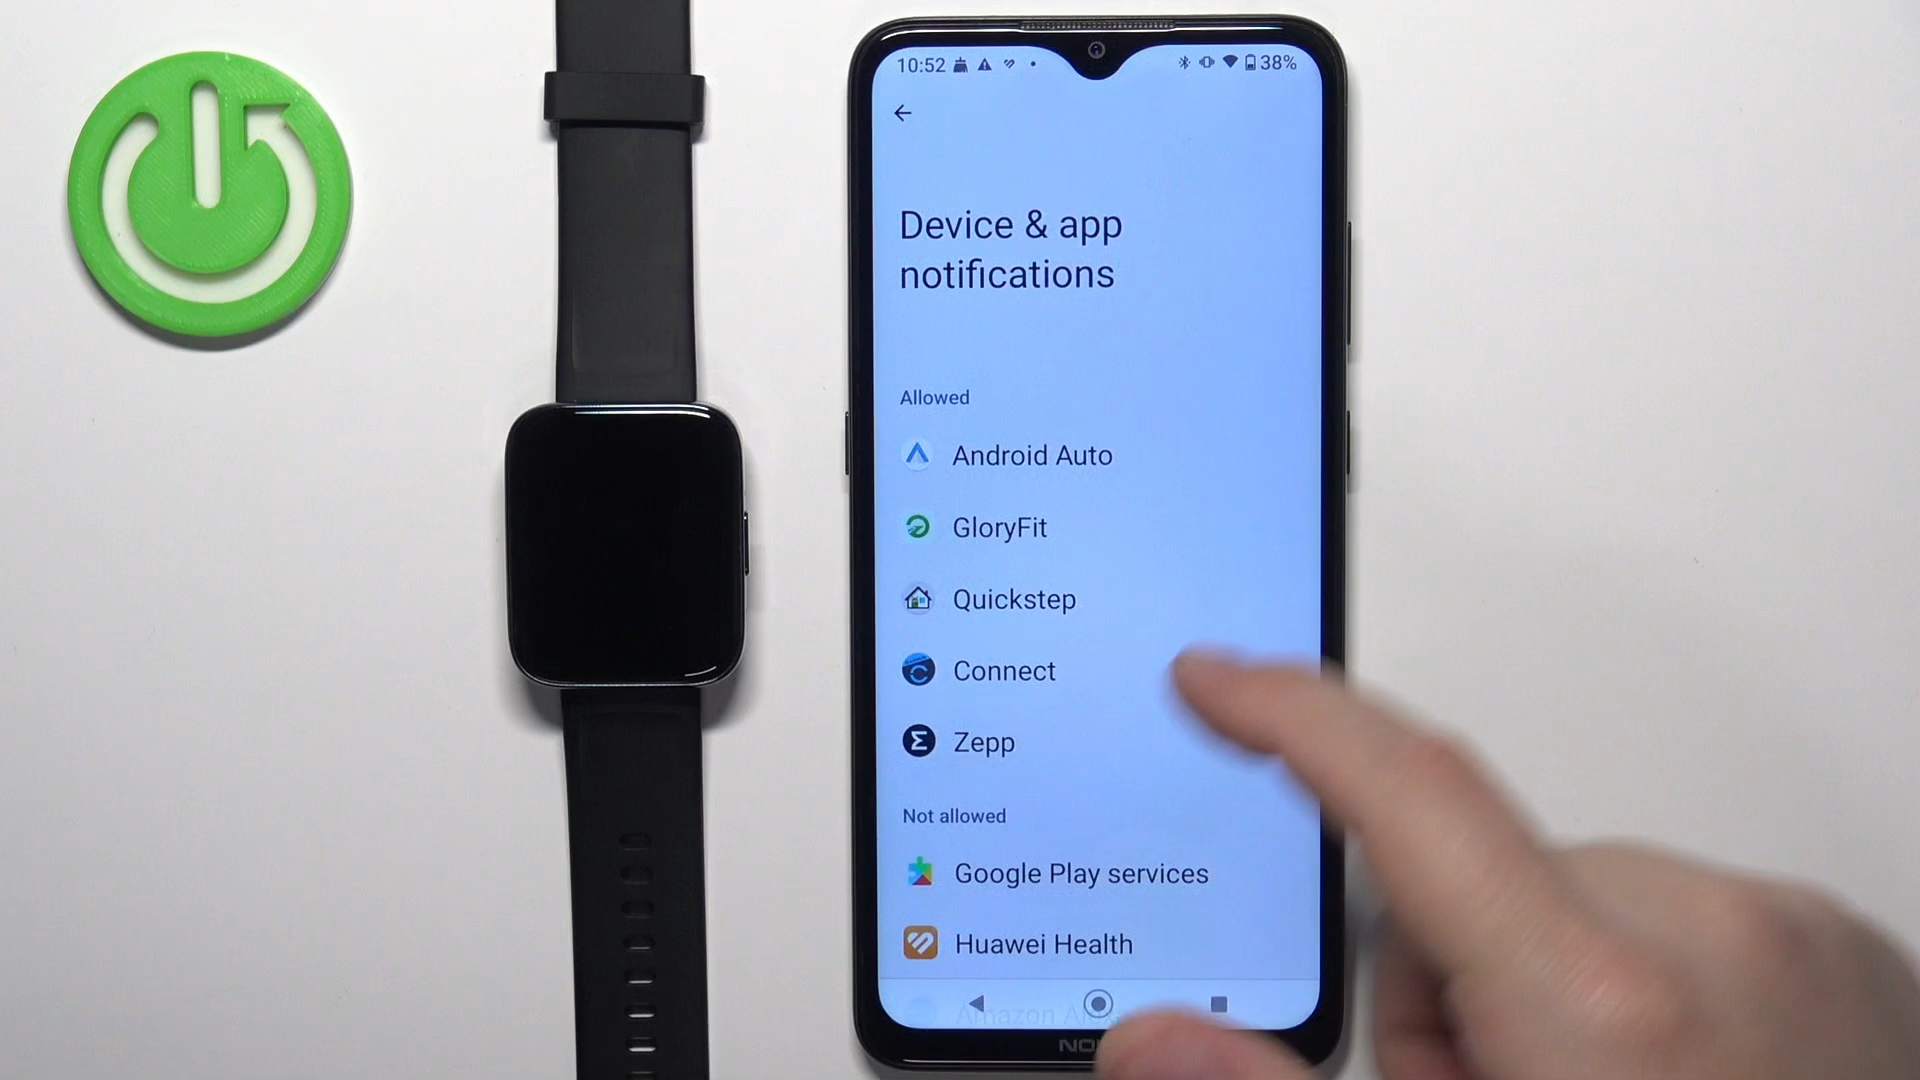 10:52
38%
Device & app
notifications
Allowed
Android Auto
GloryFit
Quickstep
Connect
Zepp
Not allowed
Google Play services
Huawei Health
Amazon